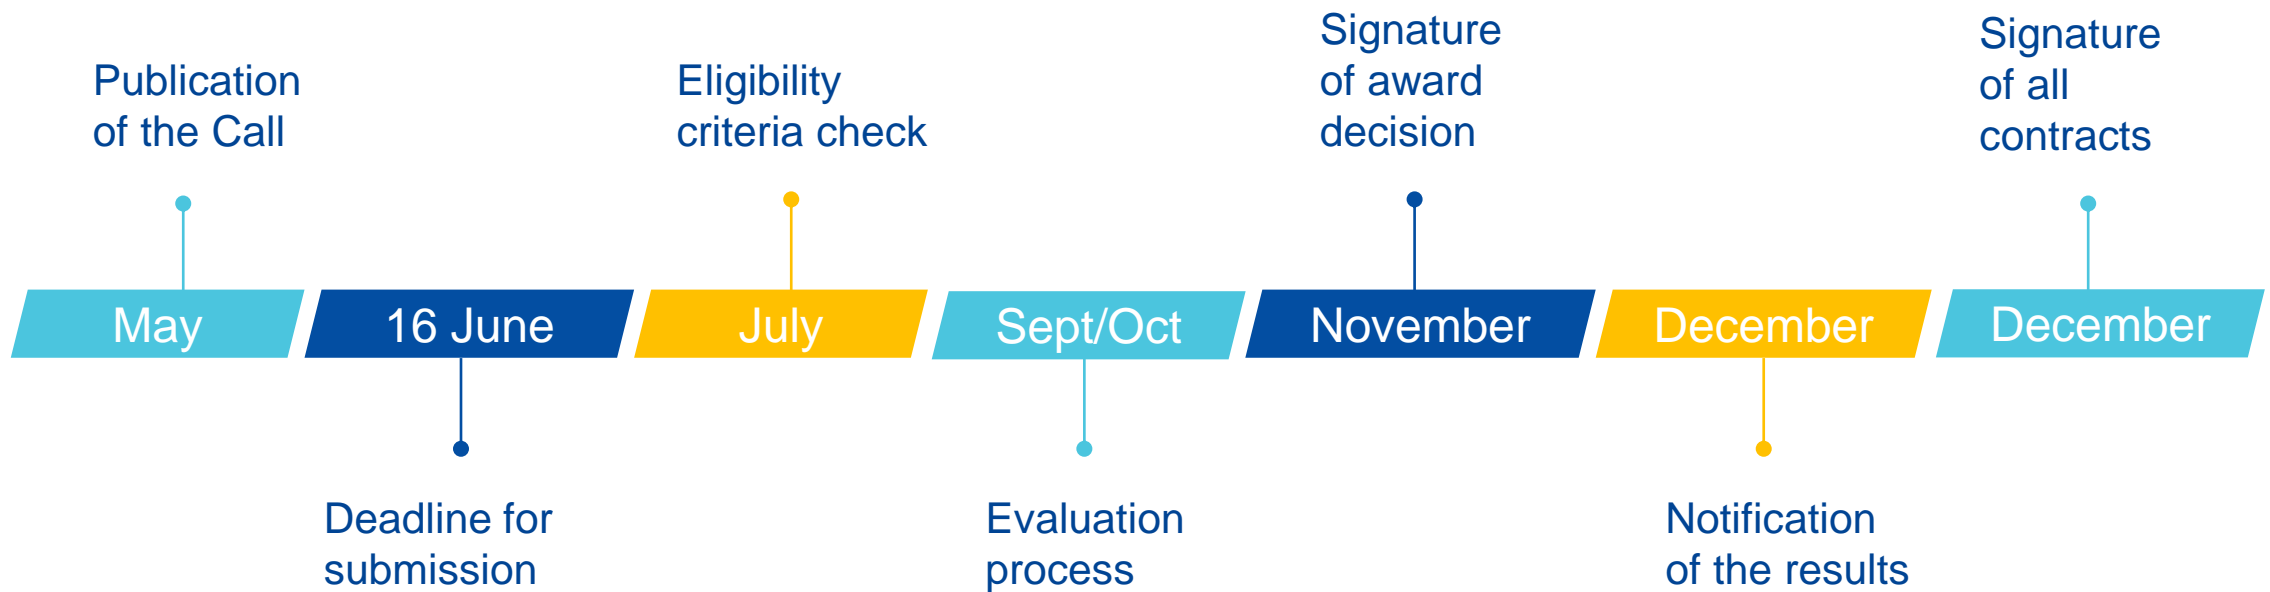 Publication
of the Call
Eligibility
criteria check
Signature
of award
decision
Signature
of all
contracts
May
16 June
July
Sept/Oct
November
December
December
Deadline for
submission
Evaluation
process
Notification
of the results